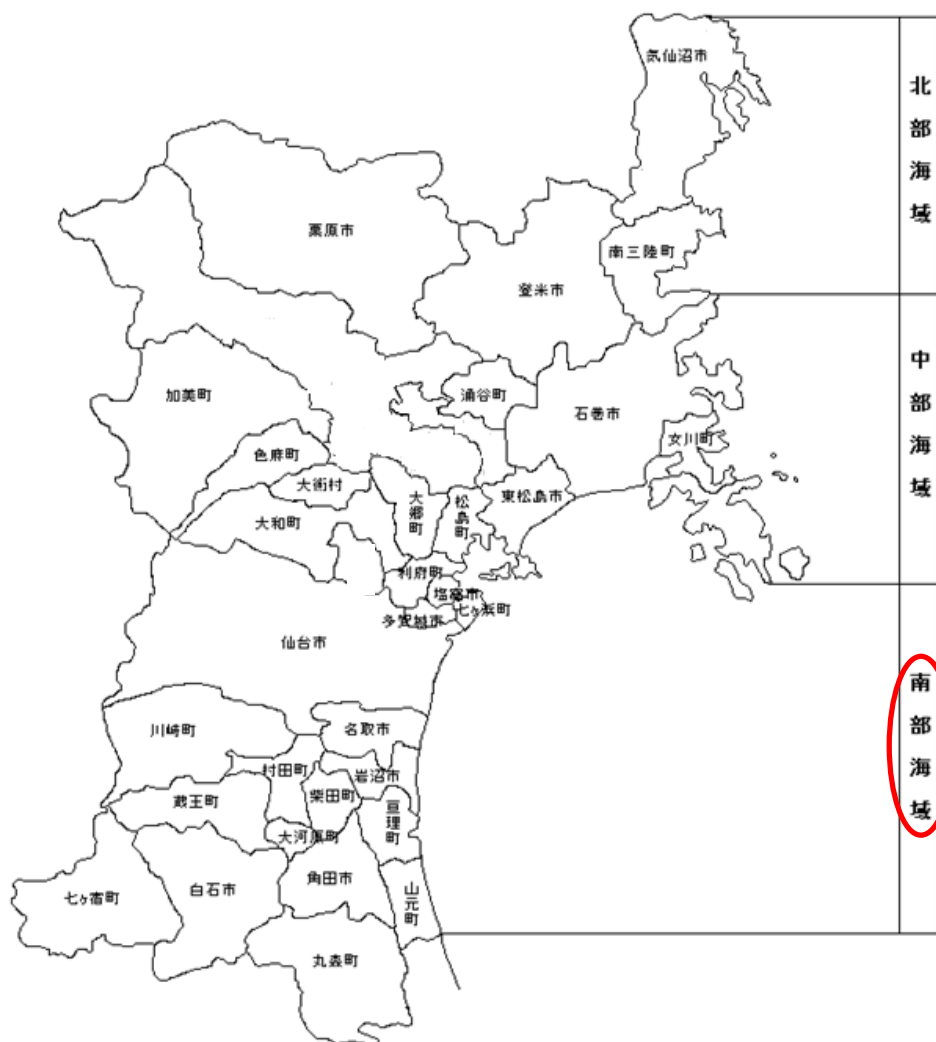 気仙沼市
北部海域
栗原市
南三陸町
登米市
加美町
涌谷町
石巻市
中部海域
女川町
色麻町
大衡村
東松島市
大郷町
松島町
大和町
利府町
塩竈市
七ヶ浜町
多賀城市
仙台市
南部海域
川崎町
名取市
村田町
岩沼市
柴田町
蔵王町
亘理町
大河原町
角田市
白石市
七ヶ宿町
山元町
丸森町